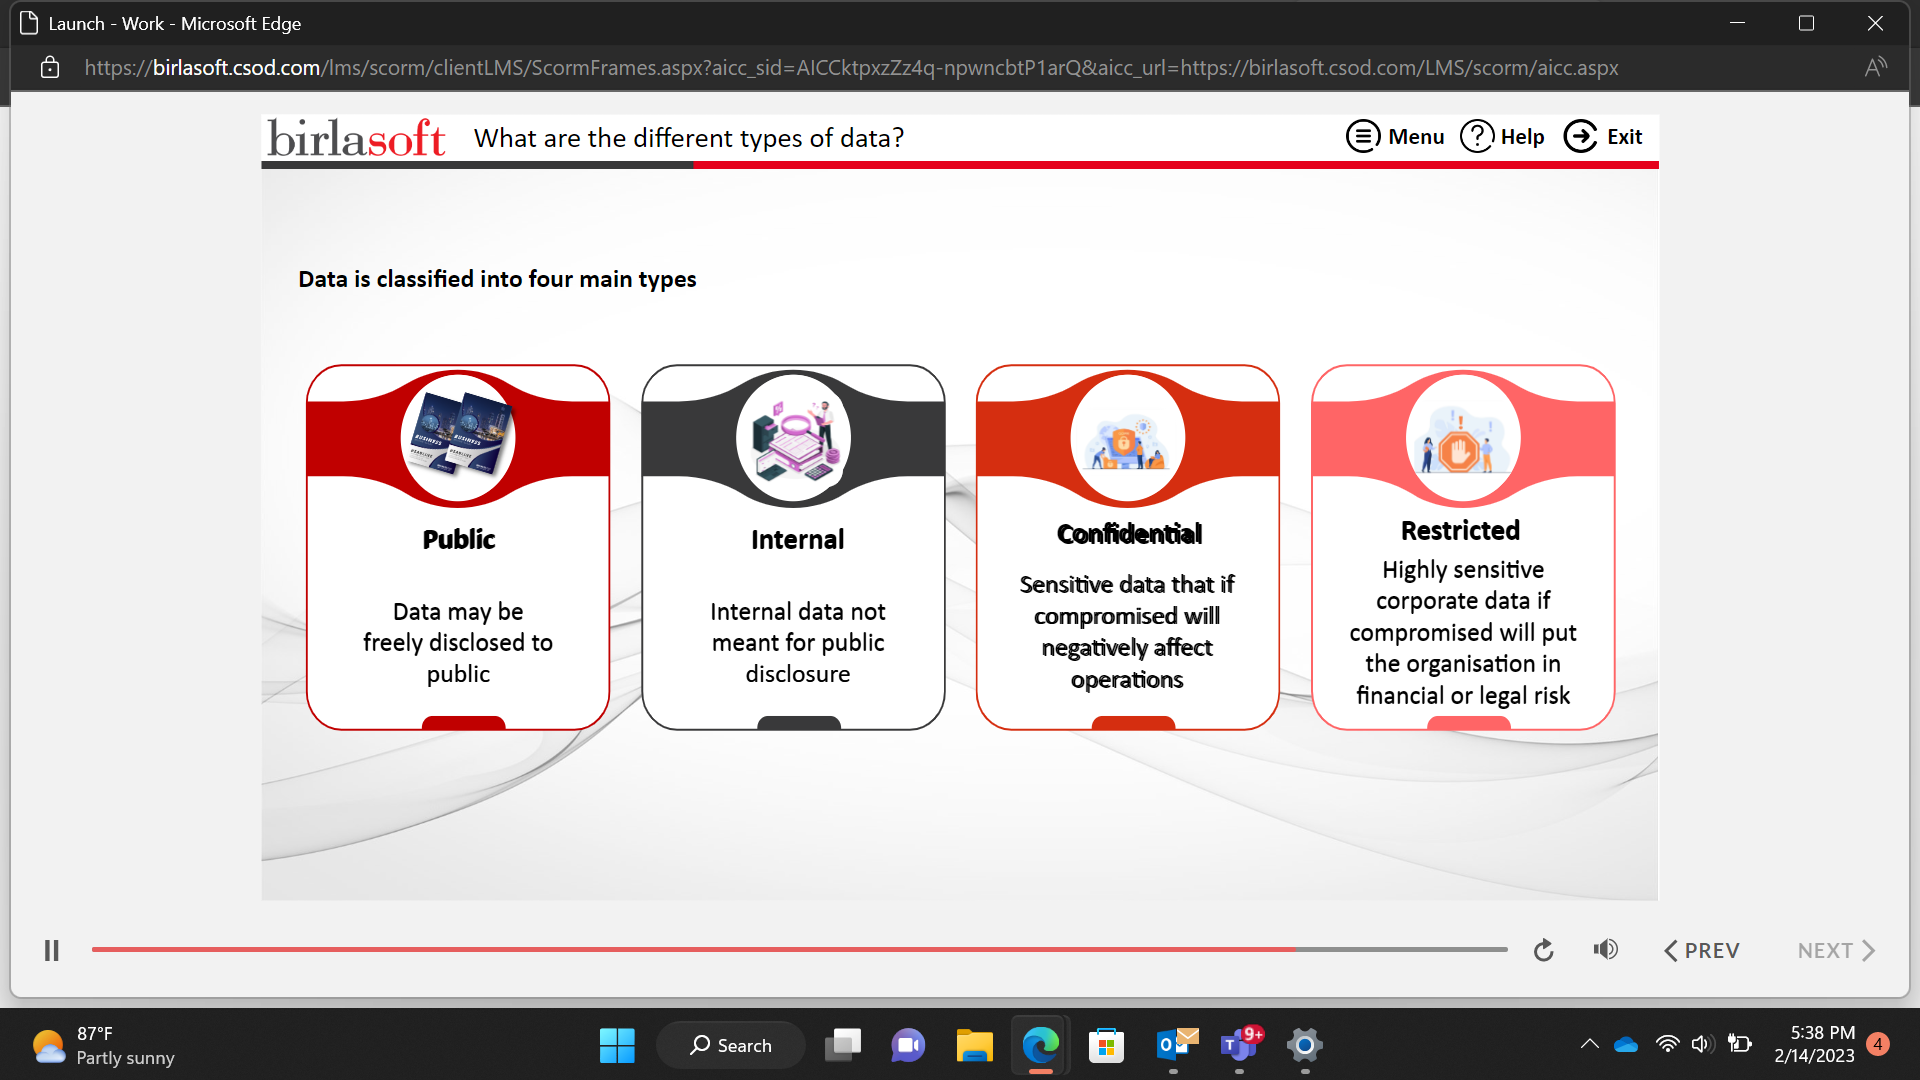 Launch - Work - Microsoft Edge
https://birlasoft.csod.com/lms/scorm/clientLMS/ScormFrames.aspx?aicc_sid=AICCktpxzZz4q-npwncbtP1arQ&aicc_url=https://birlasoft.csod.com/LMS/scorm/aicc.aspx
birlasoft What are the different types of data? Menu ? Help Exit
Data is classified into four main types
Public
Data may be
freely disclosed to
public
Internal
Internal data not
meant for public
disclosure
Confidential
Sensitive data that if
compromised will
negatively affect
operations
Restricted
Highly sensitive
corporate data if
compromised will put
the organisation in
financial or legal risk
PREV NEXT
87°F
Partly sunny
Search
9+
5:38 PM
2/14/2023
4